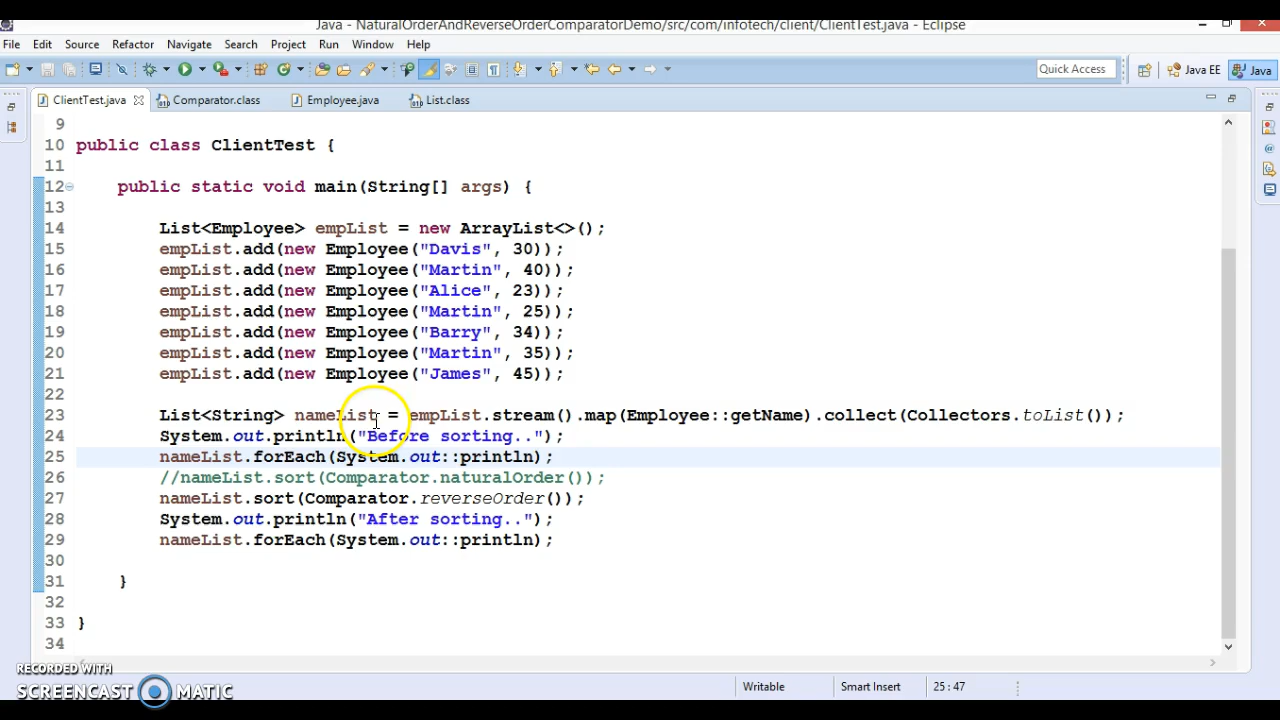 Java - NaturalOrderAndReverseOrderComparatorDemo/src/com/infotech/client/ClientTest.java - Eclipse
File Edit Source Refactor Navigate Search Project Run Window Help
Quick Access Java EE Java
ClientTest.java Comparator.class Employee.java List.class
9
10 public class ClientTest {
11
12 public static void main(String[] args) {
13
14 List<Employee> empList = new ArrayList<>();
15 empList.add(new Employee("Davis", 30));
16 empList.add(new Employee("Martin", 40));
17 empList.add(new Employee("Alice", 23));
18 empList.add(new Employee("Martin", 25));
19 empList.add(new Employee("Barry", 34));
20 empList.add(new Employee("Martin", 35));
21 empList.add(new Employee("James", 45));
22
23 List<String> nameList = empList.stream().map(Employee::getName).collect(Collectors.toList());
24 System.out.println("Before sorting..");
25 nameList.forEach(System.out::println);
26 //nameList.sort(Comparator.naturalOrder());
27 nameList.sort(Comparator.reverseOrder());
28 System.out.println("After sorting..");
29 nameList.forEach(System.out::println);
30
31 }
32
33 }
34
RECORDED WITH
SCREENCAST MATIC
Writable Smart Insert 25 : 47